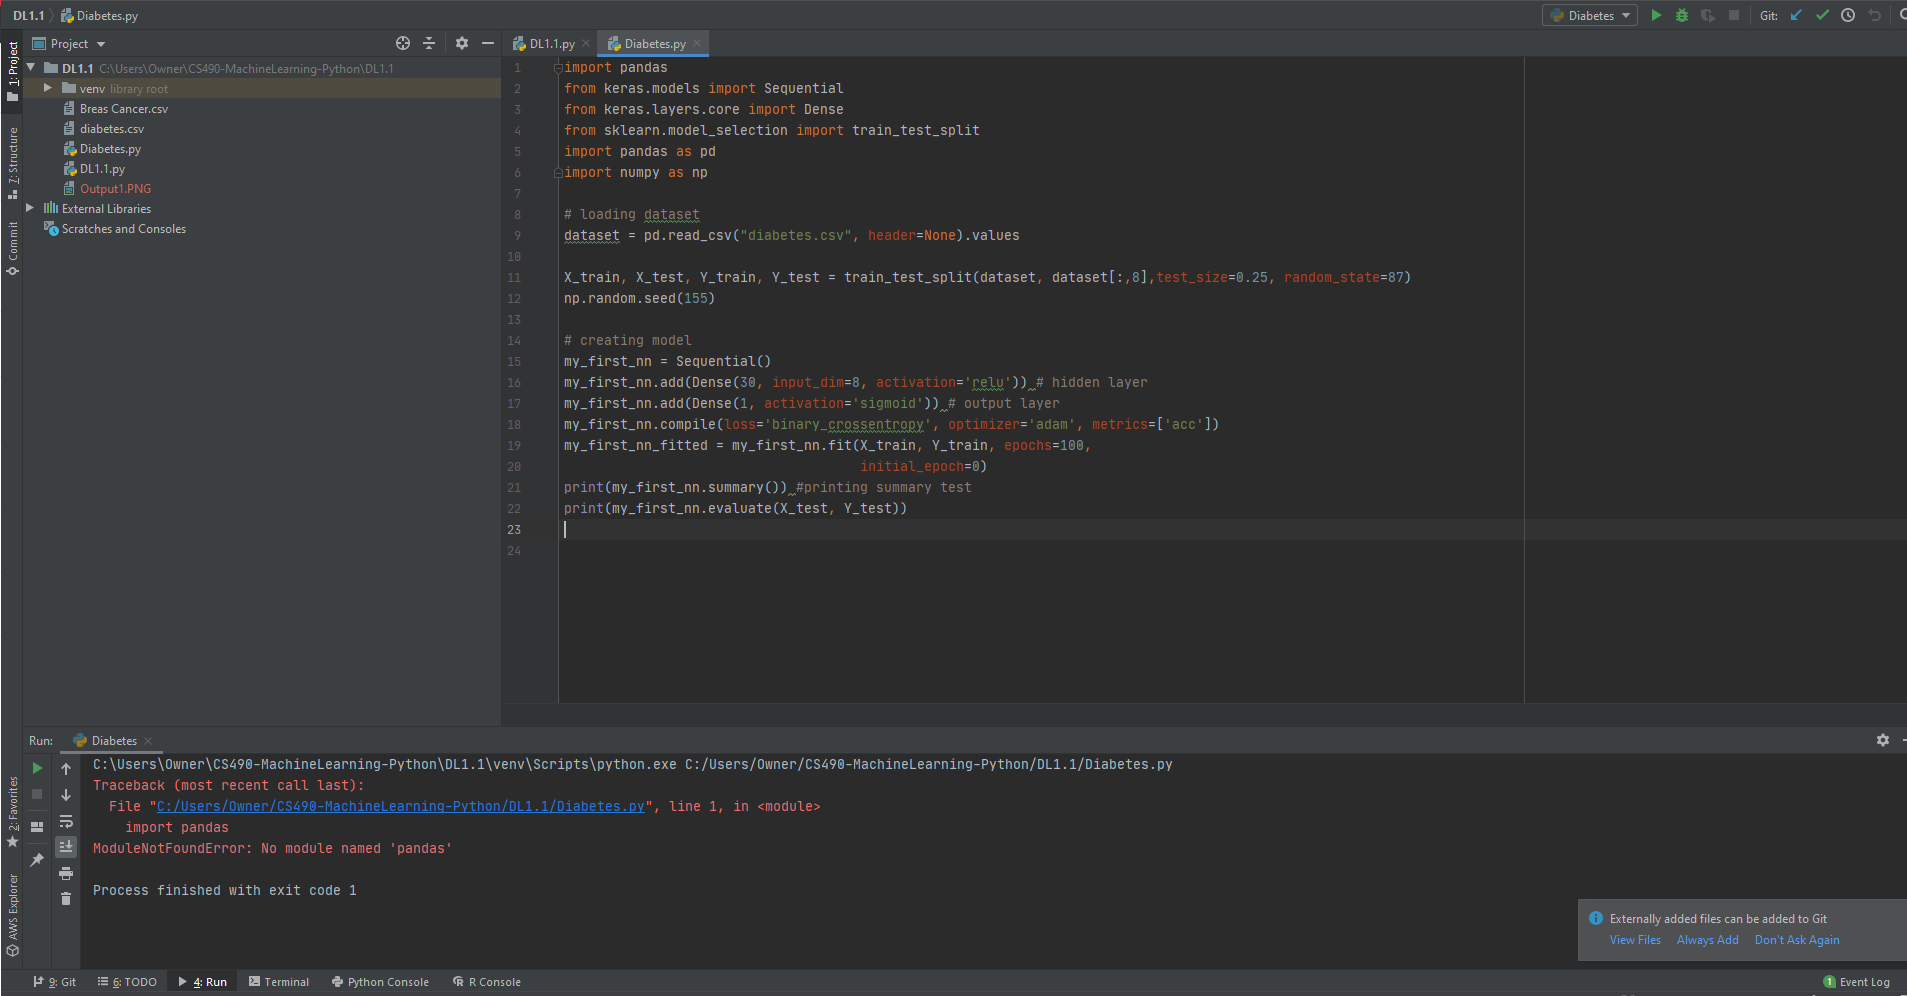 DL1.1 Diabetes.py
Diabetes Git:
Project
DL1.1.py Diabetes.py
1: Project
7: Structure
Commit
2: Favorites
AWS Explorer
DL1.1 C:\Users\Owner\CS490-MachineLearning-Python\DL1.1
venv library root
Breas Cancer.csv
diabetes.csv
Diabetes.py
DL1.1.py
Output1.PNG
External Libraries
Scratches and Consoles
1 import pandas
2 from keras.models import Sequential
3 from keras.layers.core import Dense
4 from sklearn.model_selection import train_test_split
5 import pandas as pd
6 import numpy as np
7
8 # loading dataset
9 dataset = pd.read_csv("diabetes.csv", header=None).values
10
11 X_train, X_test, Y_train, Y_test = train_test_split(dataset, dataset[:,8],test_size=0.25, random_state=87)
12 np.random.seed(155)
13
14 # creating model
15 my_first_nn = Sequential()
16 my_first_nn.add(Dense(30, input_dim=8, activation='relu')) # hidden layer
17 my_first_nn.add(Dense(1, activation='sigmoid')) # output layer
18 my_first_nn.compile(loss='binary_crossentropy', optimizer='adam', metrics=['acc'])
19 my_first_nn_fitted = my_first_nn.fit(X_train, Y_train, epochs=100,
20 initial_epoch=0)
21 print(my_first_nn.summary()) #printing summary test
22 print(my_first_nn.evaluate(X_test, Y_test))
23
24
Run: Diabetes
C:\Users\Owner\CS490-MachineLearning-Python\DL1.1\venv\Scripts\python.exe C:/Users/Owner/CS490-MachineLearning-Python/DL1.1/Diabetes.py
Traceback (most recent call last):
File "C:/Users/Owner/CS490-MachineLearning-Python/DL1.1/Diabetes.py", line 1, in <module>
import pandas
ModuleNotFoundError: No module named 'pandas'
Process finished with exit code 1
Externally added files can be added to Git
View Files Always Add Don't Ask Again
9: Git 6: TODO 4: Run Terminal Python Console R Console 1 Event Log